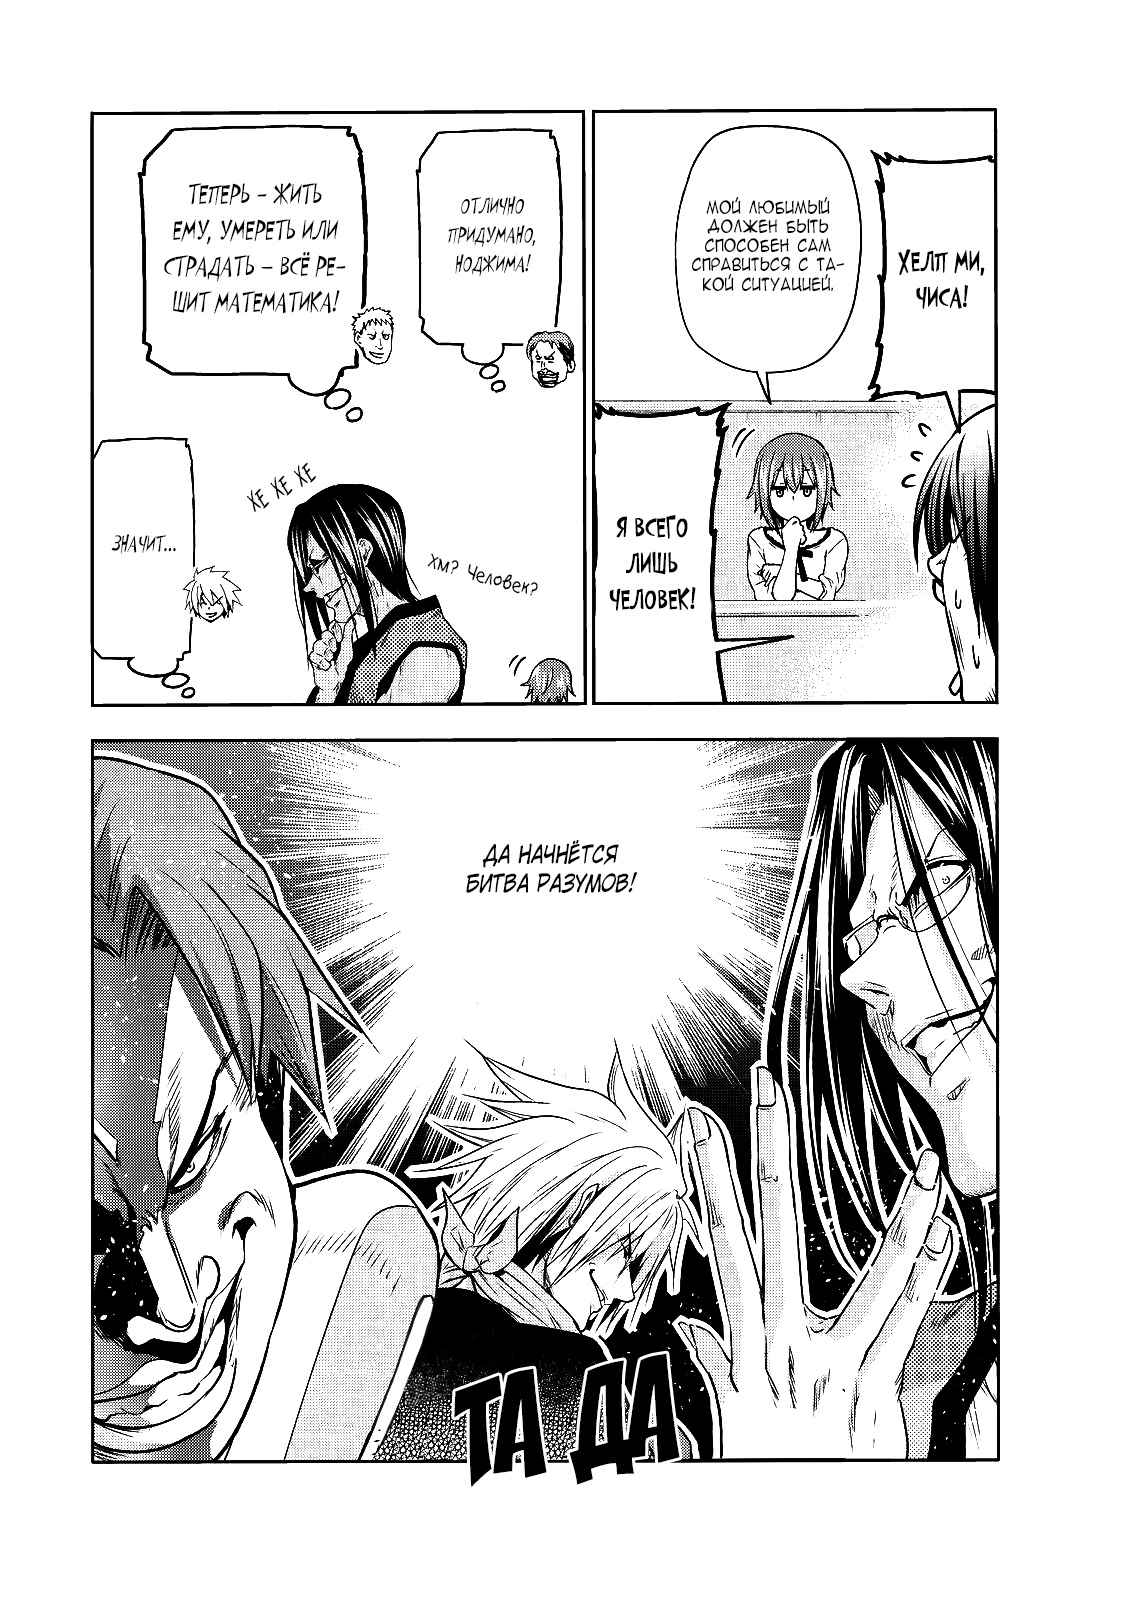 ХЕЛП МИ,
ЧИСА!
МОЙ ЛЮБИМЫЙ
ДОЛЖЕН БЫТЬ
СПОСОБЕН САМ
СПРАВИТЬСЯ С ТА-
КОЙ СИТУАЦИЕЙ.
Я ВСЕГО
ЛИШЬ
ЧЕЛОВЕК!
ОТЛИЧНО
ПРИДУМАНО,
НОДЖИМА!
ТЕПЕРЬ – ЖИТЬ
ЕМУ, УМЕРЕТЬ ИЛИ
СТРАДАТЬ – ВСЁ РЕ-
ШИТ МАТЕМАТИКА!
ХЕ ХЕ ХЕ
ХМ? ЧЕЛОВЕК?
ЗНАЧИТ...
ДА НАЧНЁТСЯ
БИТВА РАЗУМОВ!
ТА ДА